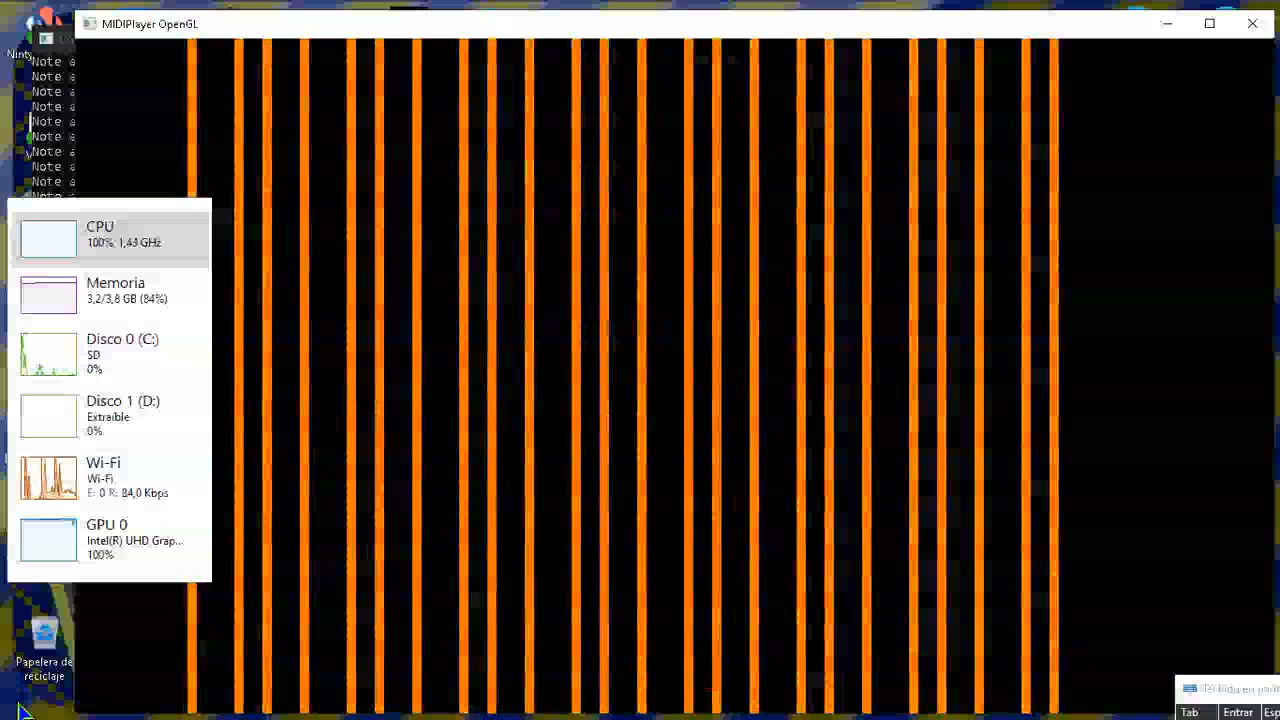 MIDIPlayer OpenGL
Note a
Note a
Note a
Note a
Note a
Note a
Note a
Note a
Note a
Note a
CPU
100% 1,43 GHz
Memoria
3,2/3,8 GB (84%)
Disco 0 (C:)
SD
0%
Disco 1 (D:)
Extraíble
0%
Wi-Fi
Wi-Fi
E: 0 R: 84,0 Kbps
GPU 0
Intel(R) UHD Grap...
100%
Papelera de
reciclaje
Tab Entrar Esp